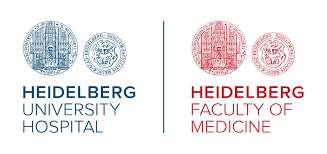 HEIDELBERG
UNIVERSITY
HOSPITAL
HEIDELBERG
FACULTY OF
MEDICINE